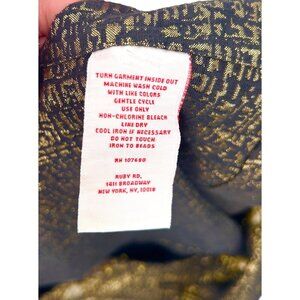 TURN GARMENT INSIDE OUT
MACHINE WASH COLD
WITH LIKE COLORS
GENTLE CYCLE
USE ONLY
NON-CHLORINE BLEACH
LINE DRY
COOL IRON IF NECESSARY
DO NOT TOUCH
IRON TO BEADS
RN 107680
RUBY RD.
1411 BROADWAY
NEW YORK, NY, 10018